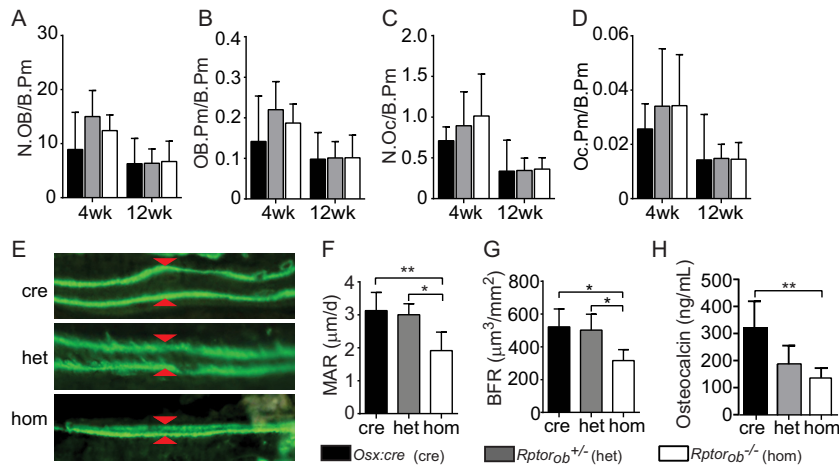 A
N.OB/B.Pm
30
20
10
0
4wk 12wk
B
OB.Pm/B.Pm
0.4
0.3
0.2
0.1
0
4wk 12wk
C
N.Oc/B.Pm
2.0
1.5
1.0
0.5
0
4wk 12wk
D
Oc.Pm/B.Pm
0.06
0.04
0.02
0
4wk 12wk
E
cre
het
hom
F
MAR (μm/d)
5
4
3
2
1
0
**
*
cre het hom
G
BFR (μm³/mm²)
800
600
400
200
0
*
*
cre het hom
H
Osteocalcin (ng/mL)
500
400
300
200
100
0
**
cre het hom
Osx:cre (cre)
Rptorob+/- (het)
Rptorob-/- (hom)